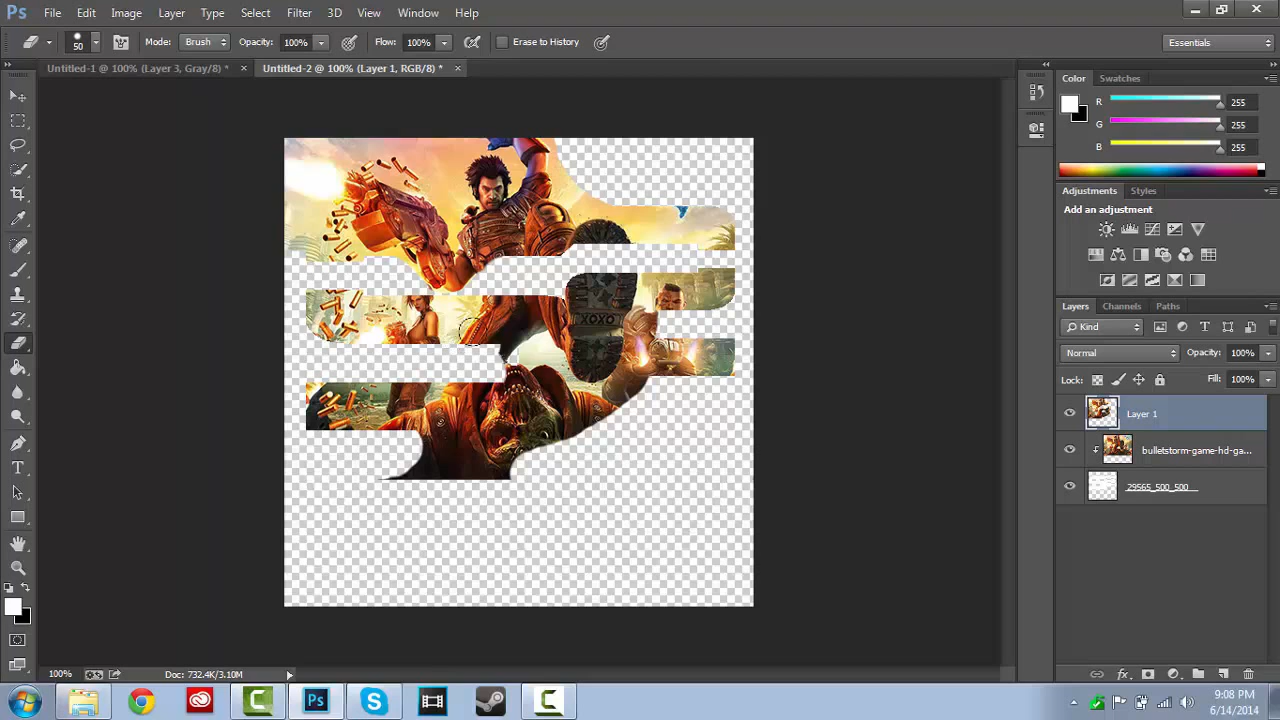 Ps File Edit Image Layer Type Select Filter 3D View Window Help
50 Mode: Brush Opacity: 100% Flow: 100% Erase to History Essentials
Untitled-1 @ 100% (Layer 3, Gray/8) * × Untitled-2 @ 100% (Layer 1, RGB/8) * ×
Color Swatches
R 255
G 255
B 255
Adjustments Styles
Add an adjustment
Layers Channels Paths
Kind
Normal Opacity: 100%
Lock: Fill: 100%
Layer 1
bulletstorm-game-hd-ga...
29565_500_500
XOXO
100% Doc: 732.4K/3.10M
Ps
9:08 PM
6/14/2014